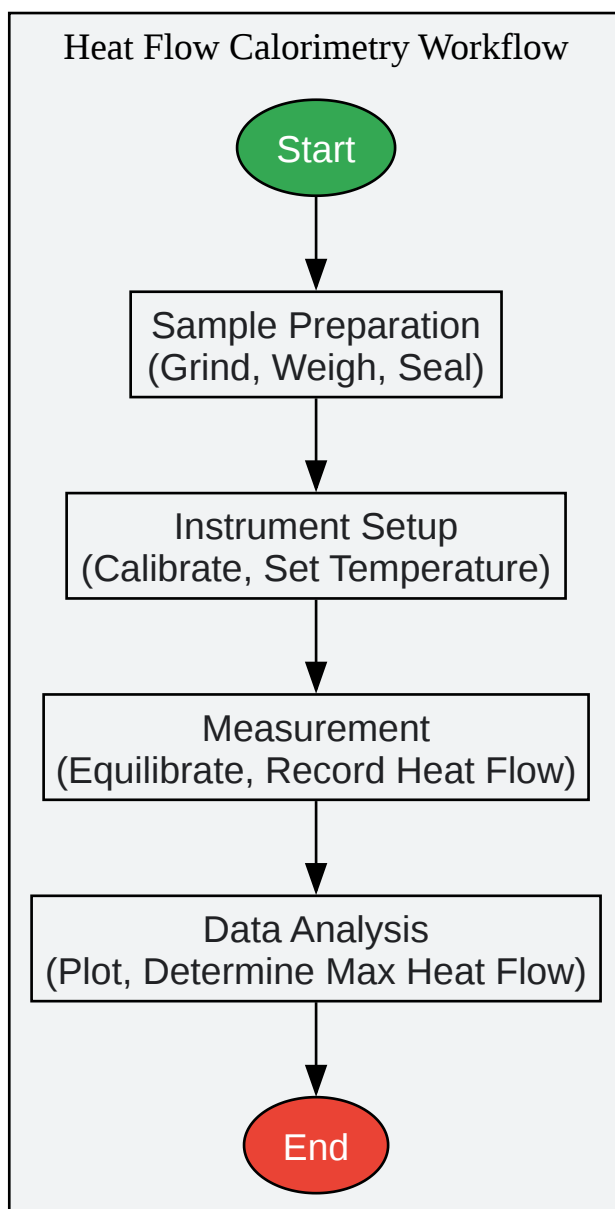 Heat Flow Calorimetry Workflow
Start
Sample Preparation
(Grind, Weigh, Seal)
Instrument Setup
(Calibrate, Set Temperature)
Measurement
(Equilibrate, Record Heat Flow)
Data Analysis
(Plot, Determine Max Heat Flow)
End